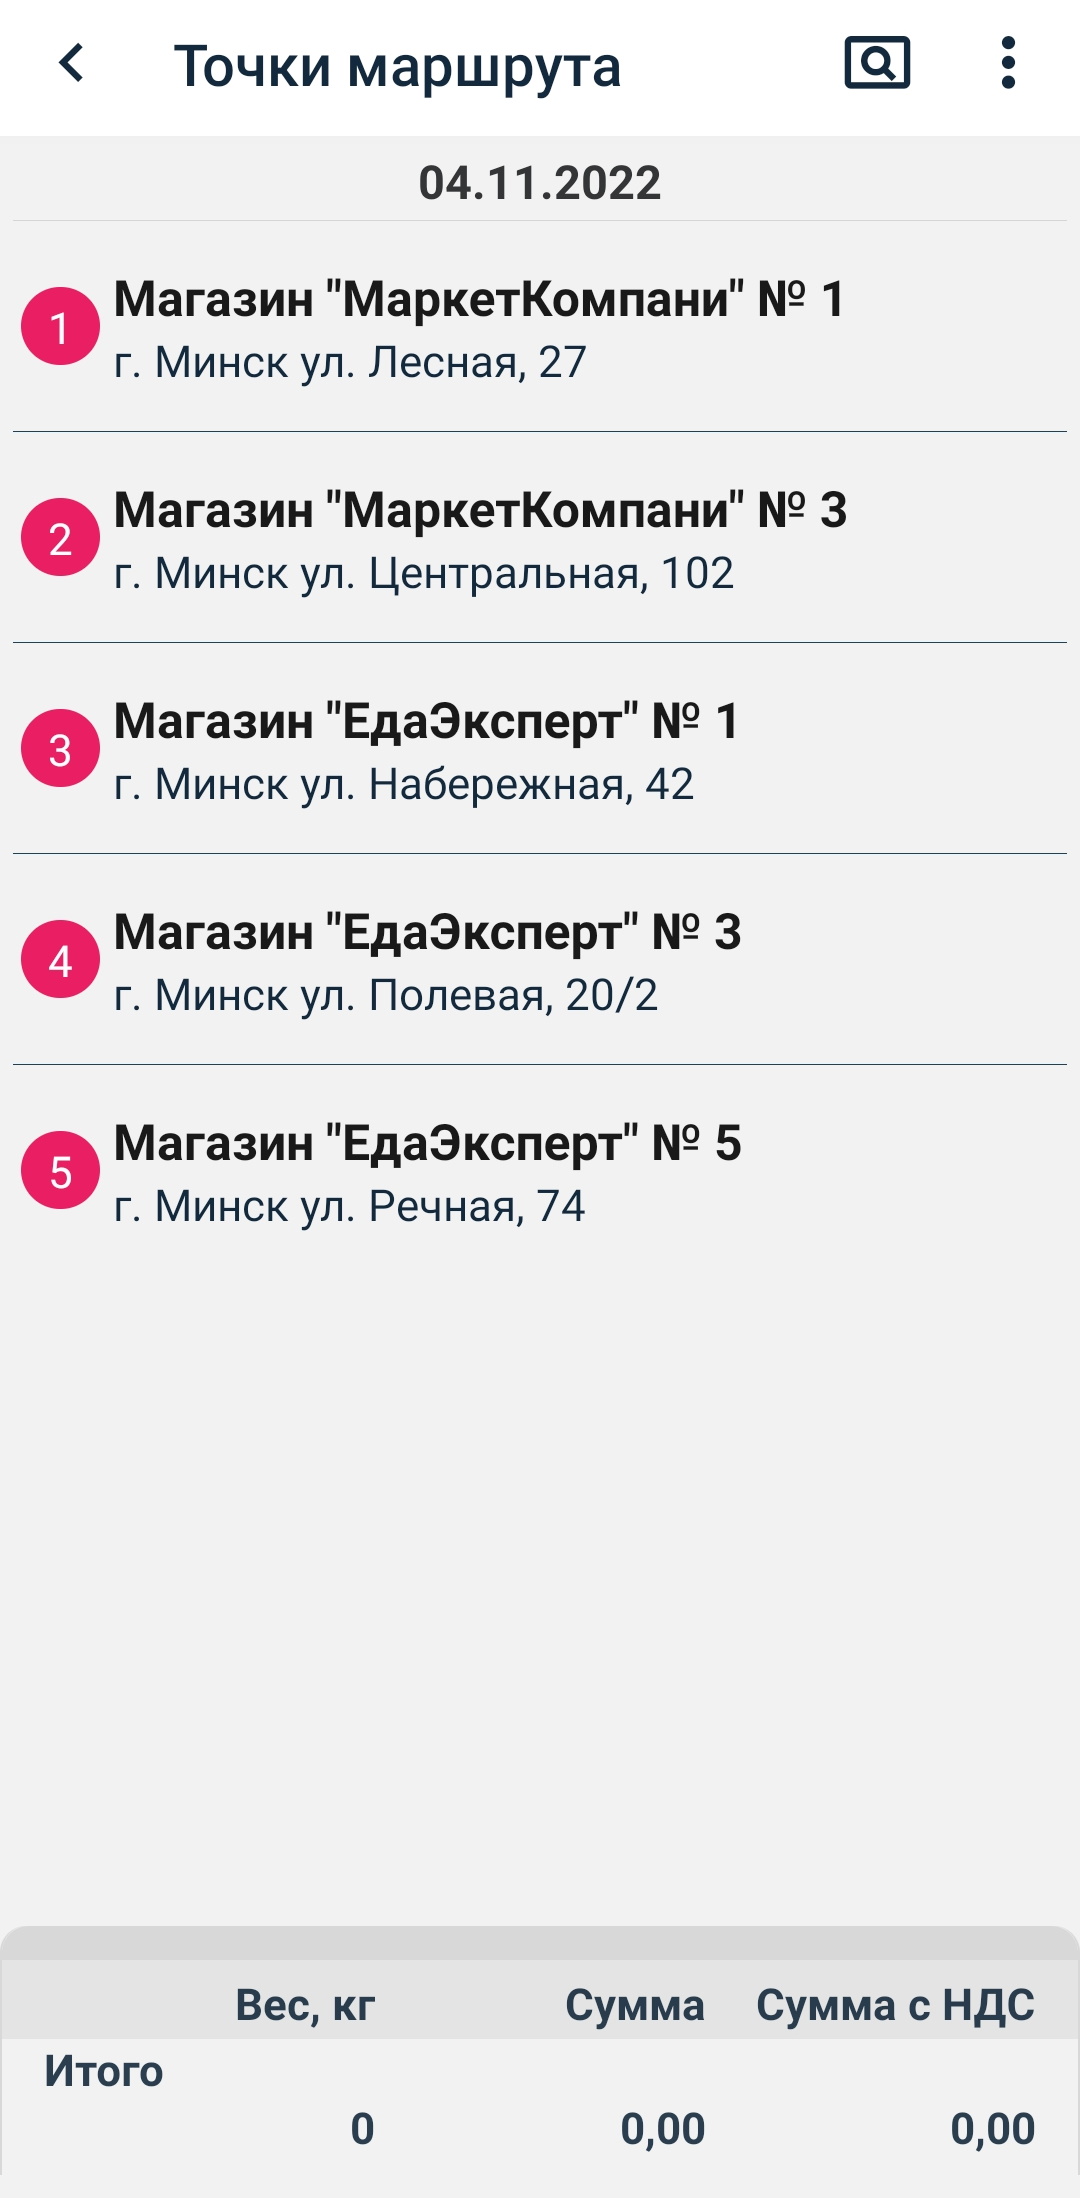 Точки маршрута
04.11.2022
1
Магазин "МаркетКомпани" № 1
г. Минск ул. Лесная, 27
2
Магазин "МаркетКомпани" № 3
г. Минск ул. Центральная, 102
3
Магазин "ЕдаЭксперт" № 1
г. Минск ул. Набережная, 42
4
Магазин "ЕдаЭксперт" № 3
г. Минск ул. Полевая, 20/2
5
Магазин "ЕдаЭксперт" № 5
г. Минск ул. Речная, 74
Вес, кг Сумма Сумма с НДС
Итого
0 0,00 0,00